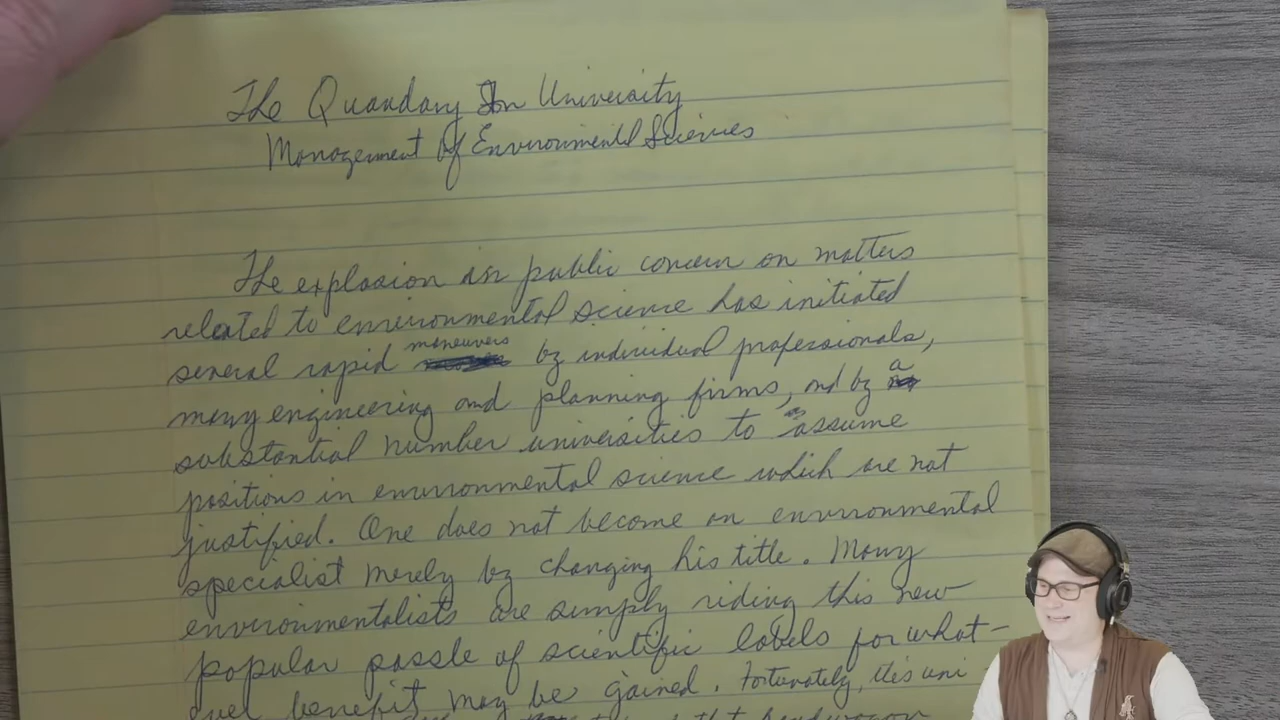 The Quandary In University
Management Of Environmental Sciences
The explosion in public concern on matters
related to environmental science has initiated
several rapid maneuvers by individual professionals,
many engineering and planning firms, and by a
substantial number universities to assume
positions in environmental science which are not
justified. One does not become an environmental
specialist merely by changing his title. Many
environmentalists are simply riding this new
popular passle of scientific labels for what-
ever benefit may be gained. Fortunately, this uni
that bandwagon